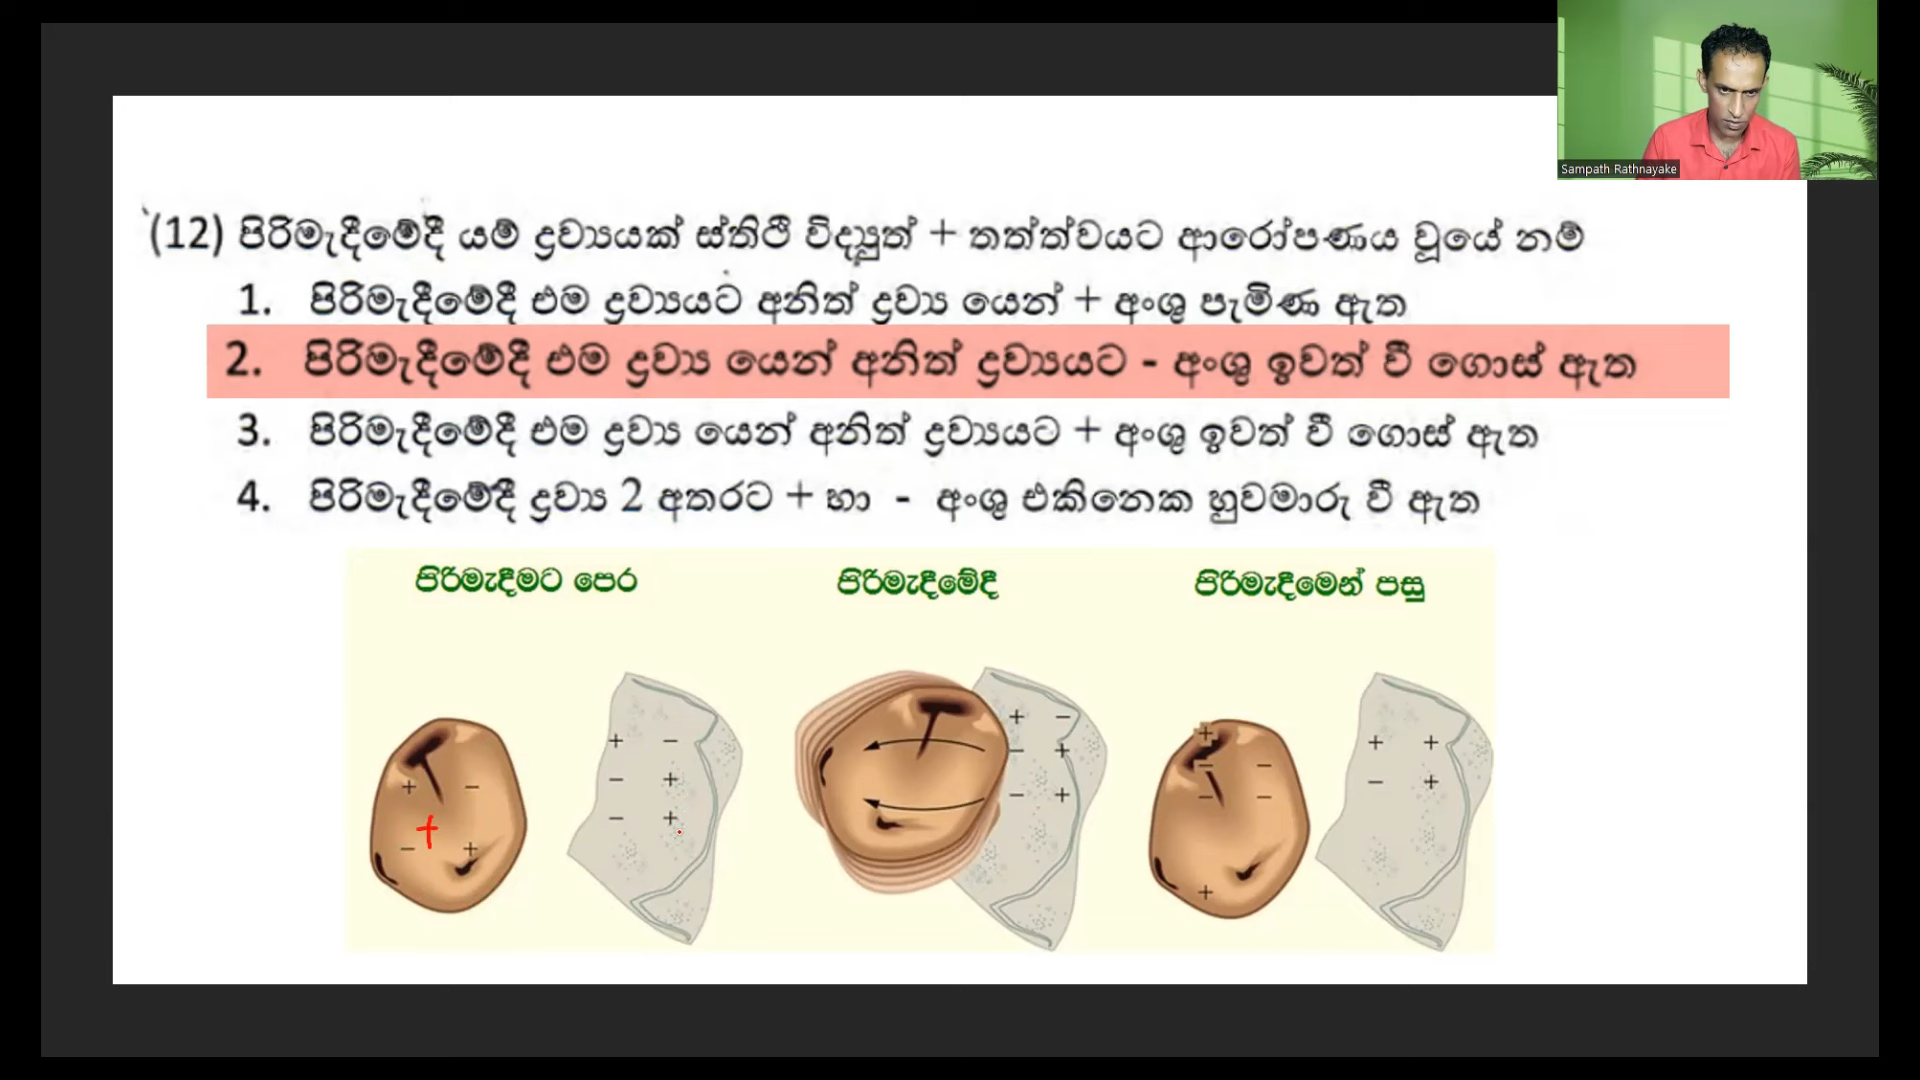 Sampath Rathnayake
(12) පිරිමැදීමේදී යම් ද්‍රව්‍යයක් ස්තිථි විද්‍යුත් + තත්ත්වයට ආරෝපණය වූයේ නම්
1. පිරිමැදීමේදී එම ද්‍රව්‍යයට අනිත් ද්‍රව්‍ය යෙන් + අංශු පැමිණ ඇත
2. පිරිමැදීමේදී එම ද්‍රව්‍ය යෙන් අනිත් ද්‍රව්‍යයට - අංශු ඉවත් වී ගොස් ඇත
3. පිරිමැදීමේදී එම ද්‍රව්‍ය යෙන් අනිත් ද්‍රව්‍යයට + අංශු ඉවත් වී ගොස් ඇත
4. පිරිමැදීමේදී ද්‍රව්‍ය 2 අතරට + හා - අංශු එකිනෙක හුවමාරු වී ඇත
පිරිමැදීමට පෙර පිරිමැදීමේදී පිරිමැදීමෙන් පසු